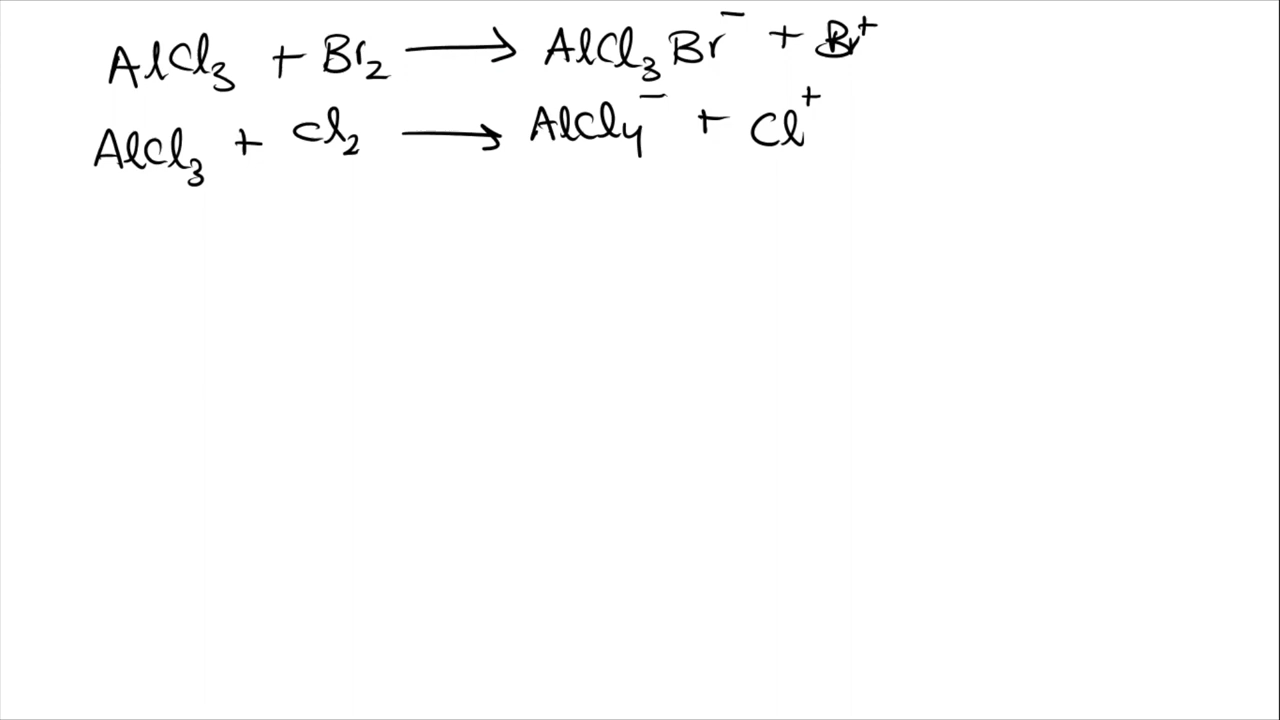 AlCl₃ + Br₂ ⟶ AlCl₃Br⁻ + Br⁺
AlCl₃ + Cl₂ ⟶ AlCl₄⁻ + Cl⁺